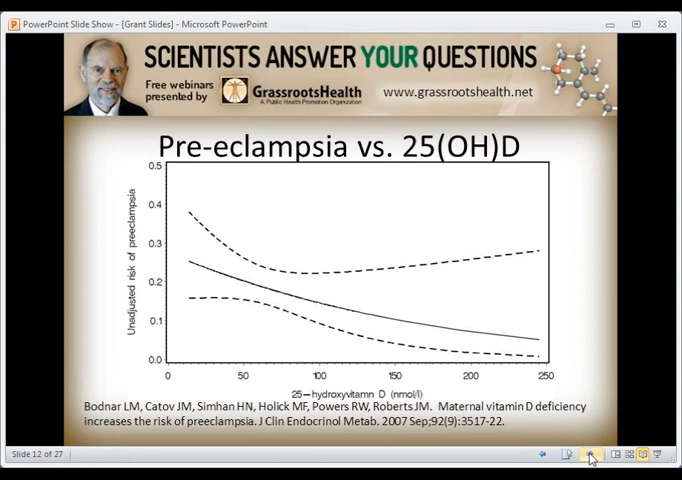 PowerPoint Slide Show - [Grant Slides] - Microsoft PowerPoint
SCIENTISTS ANSWER YOUR QUESTIONS
Free webinars
presented by
GrassrootsHealth
A Public Health Promotion Organization
www.grassrootshealth.net
Pre-eclampsia vs. 25(OH)D
Unadjusted risk of preeclampsia
0.5
0.4
0.3
0.2
0.1
0.0
0 50 100 150 200 250
25-hydroxyvitamn D (nmol/l)
Bodnar LM, Catov JM, Simhan HN, Holick MF, Powers RW, Roberts JM. Maternal vitamin D deficiency
increases the risk of preeclampsia. J Clin Endocrinol Metab. 2007 Sep;92(9):3517-22.
Slide 12 of 27